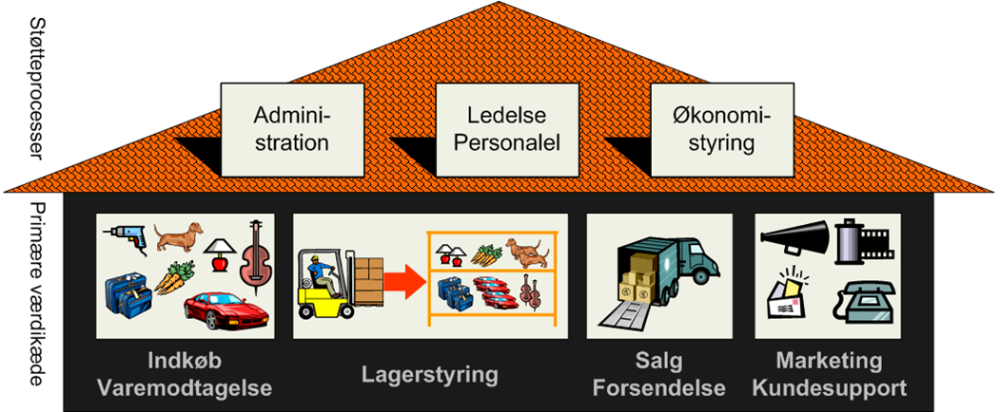 Støtteprocesser
Admini-
stration
Ledelse
Personalel
Økonomi-
styring
Primære værdikæde
Indkøb
Varemodtagelse
Lagerstyring
Salg
Forsendelse
Marketing
Kundesupport